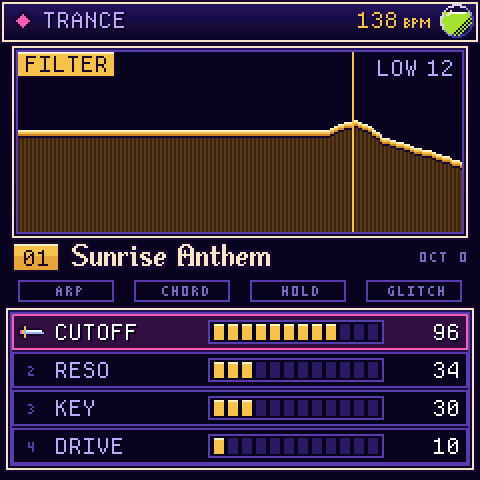 TRANCE 138 BPM
FILTER LOW 12
01 Sunrise Anthem OCT 0
ARP CHORD HOLD GLITCH
CUTOFF 96
2 RESO 34
3 KEY 30
4 DRIVE 10